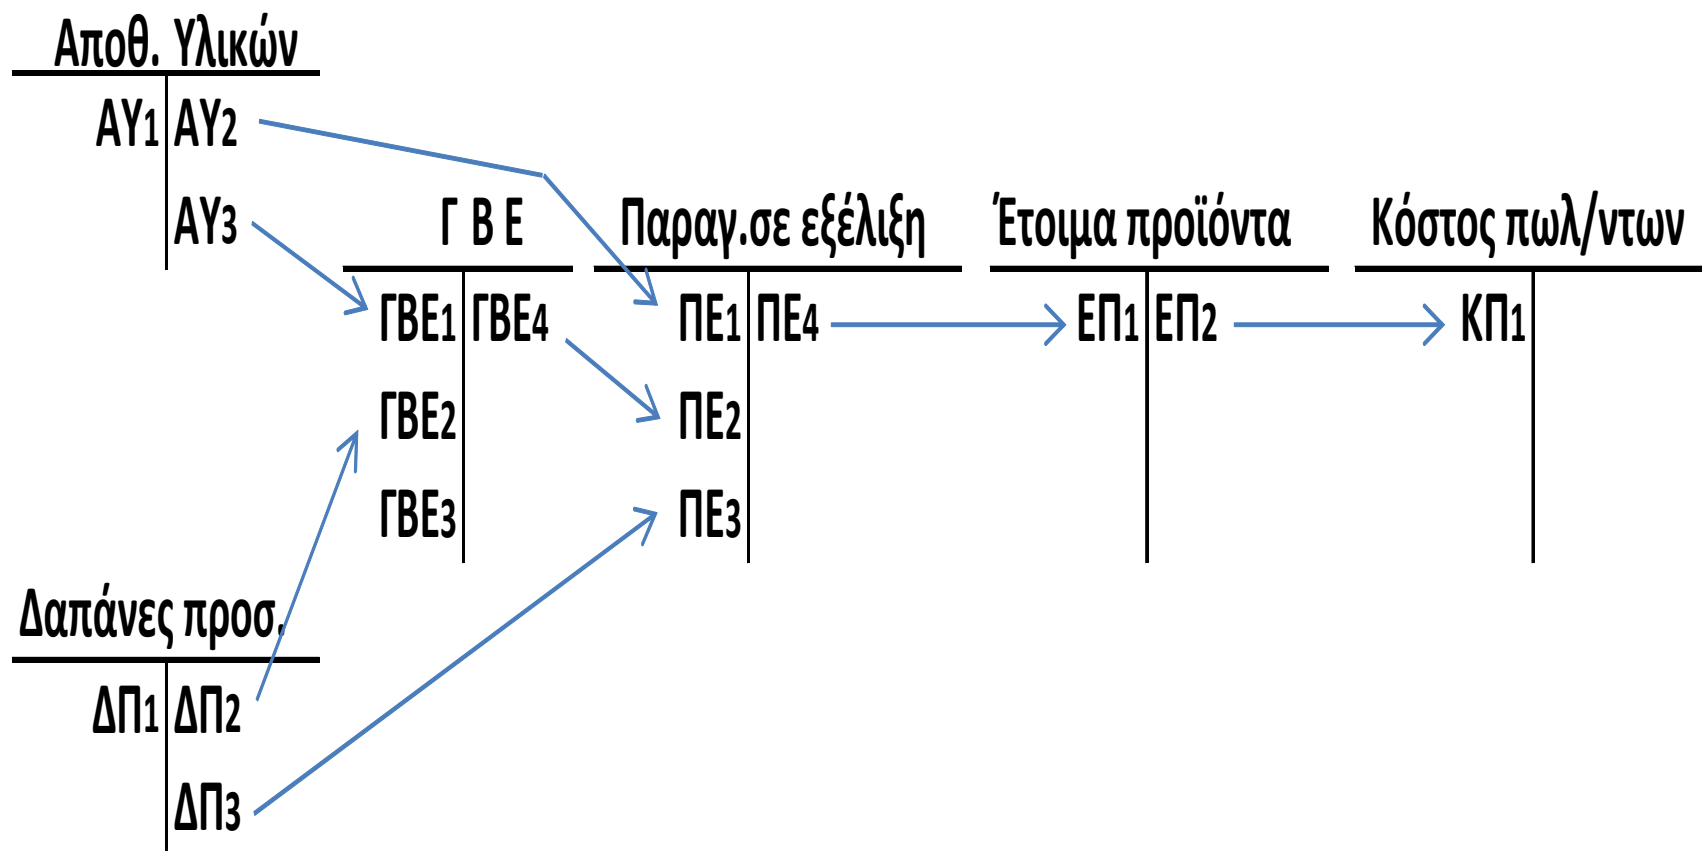 Αποθ. Υλικών
ΑΥ1 ΑΥ2
ΑΥ3
Γ Β Ε Παραγ.σε εξέλιξη Έτοιμα προϊόντα Κόστος πωλ/ντων
ΓΒΕ1 ΓΒΕ4 ΠΕ1 ΠΕ4 ΕΠ1 ΕΠ2 ΚΠ1
ΓΒΕ2 ΠΕ2
ΓΒΕ3 ΠΕ3
Δαπάνες προσ.
ΔΠ1 ΔΠ2
ΔΠ3